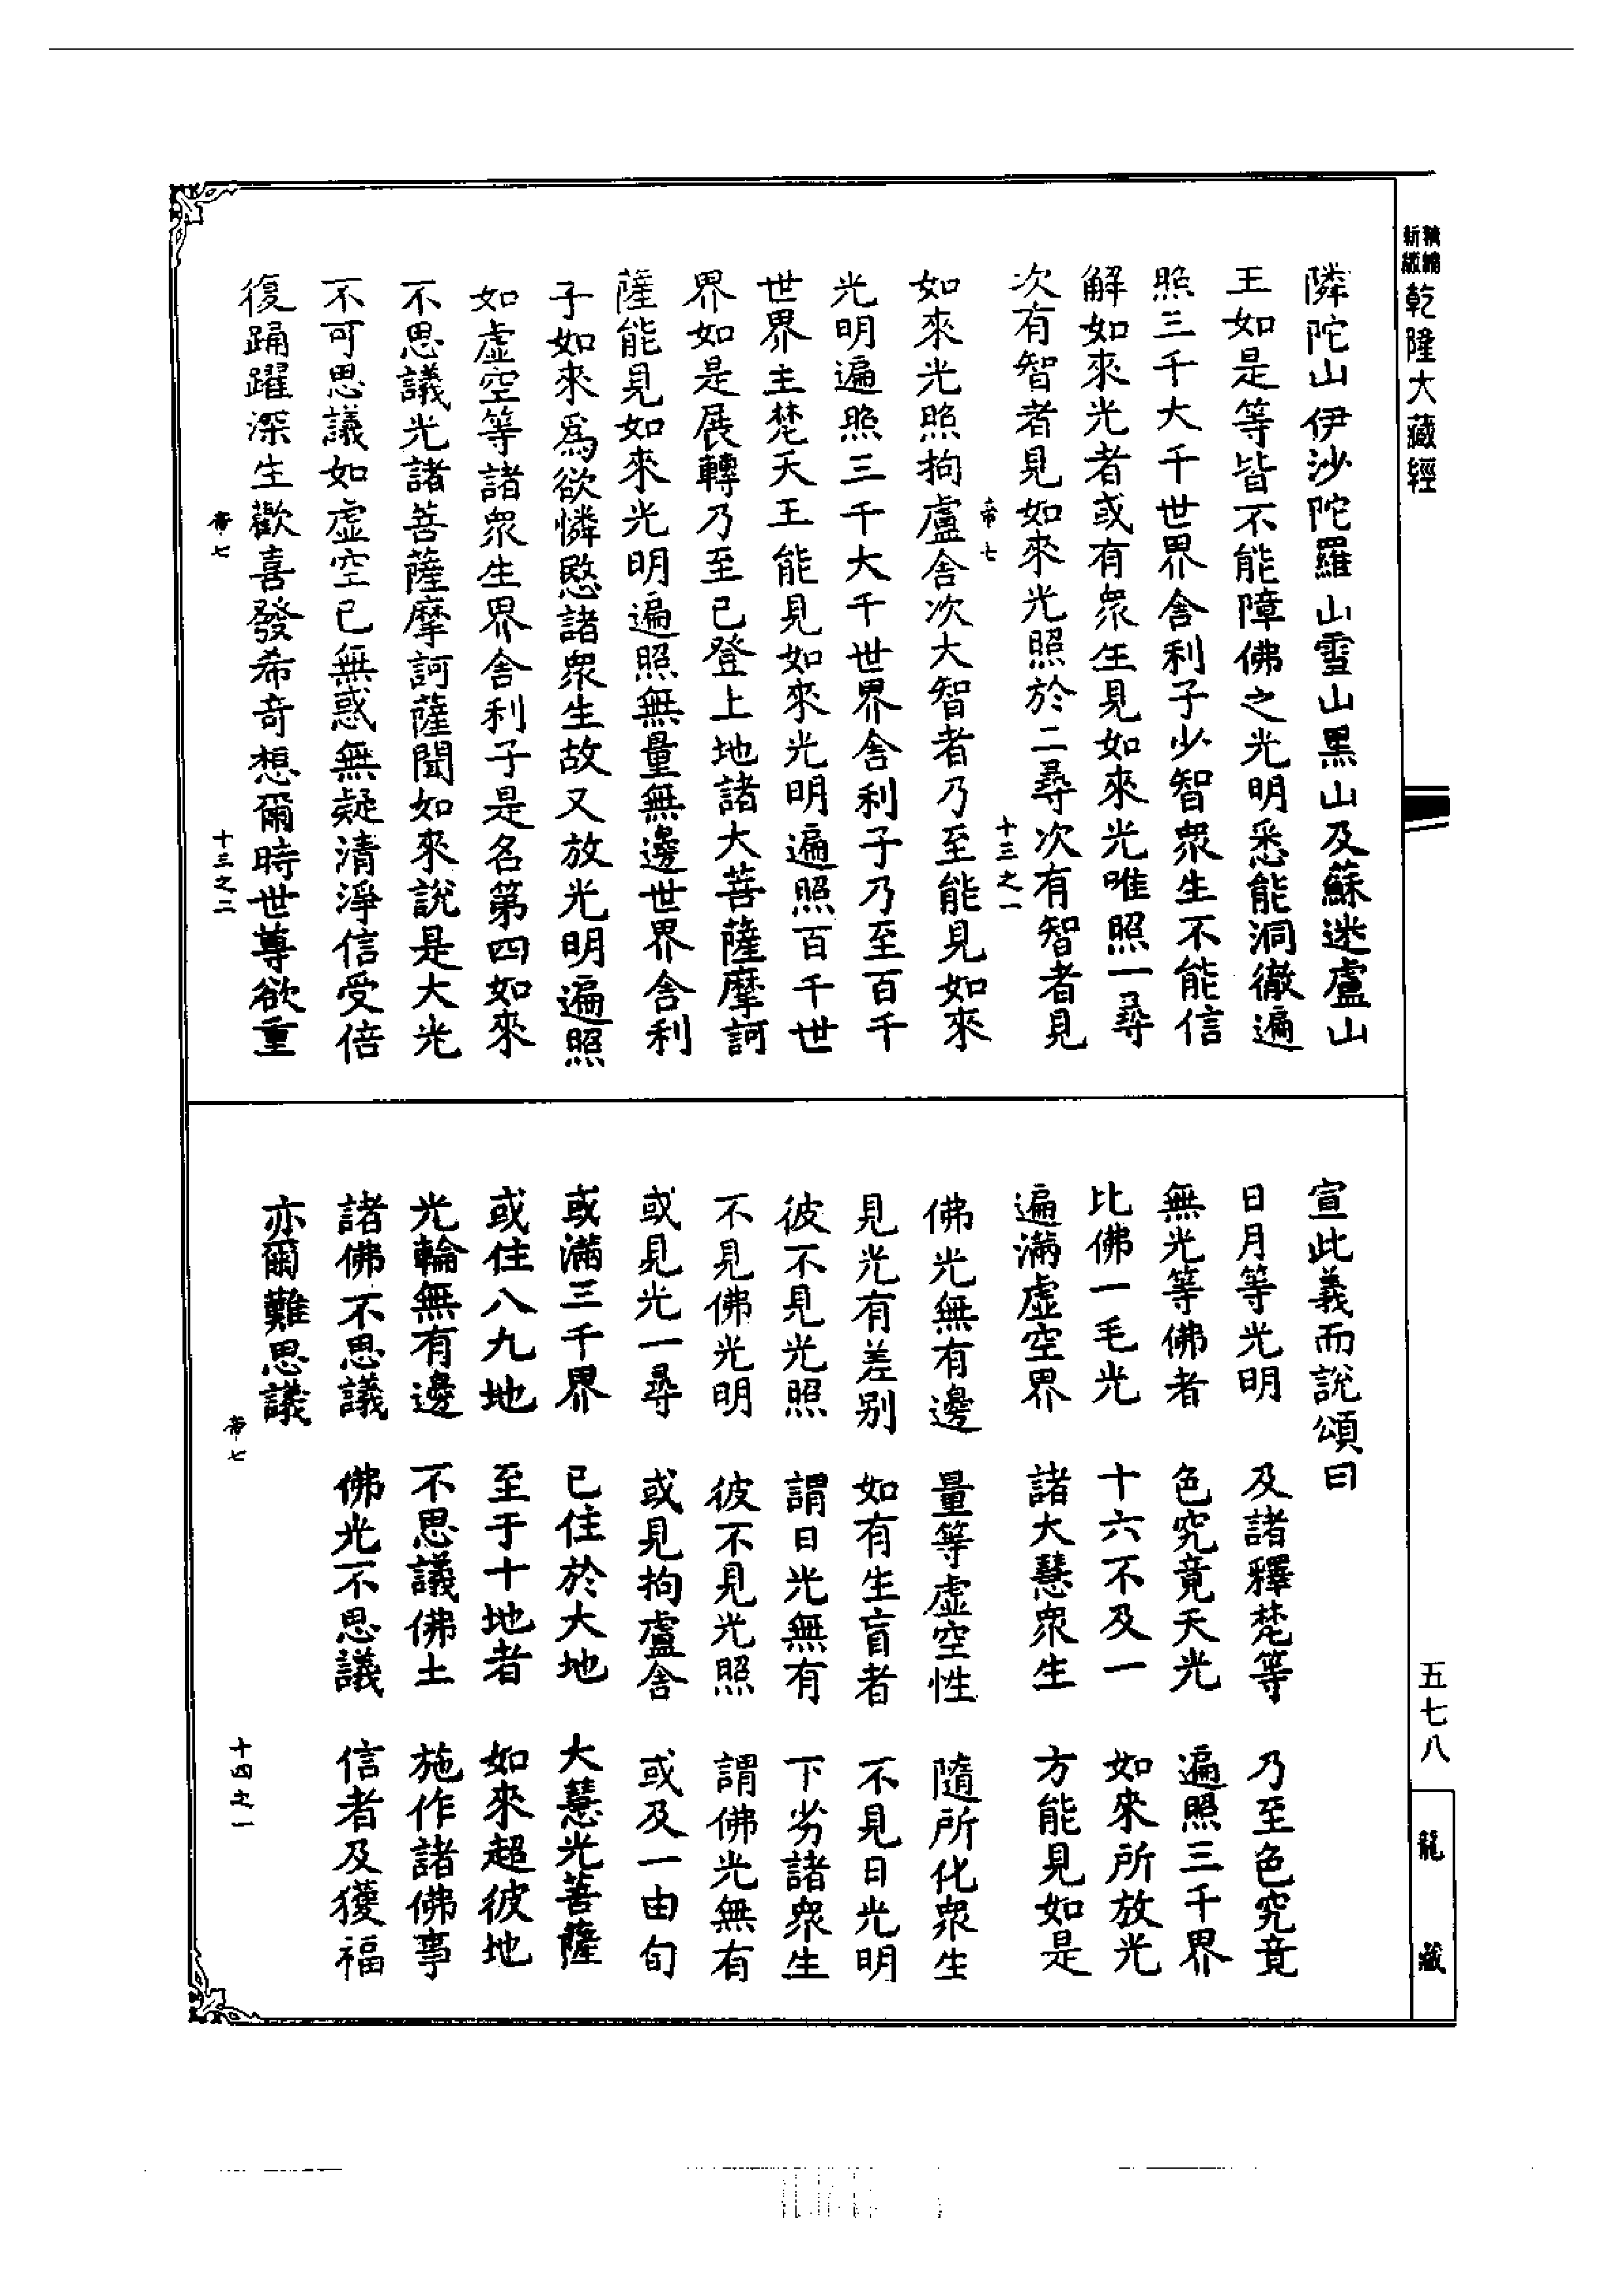 精編
新版
乾隆大藏經
隣陀山伊沙陀羅山雪山黑山及蘇迷盧山
王如是等皆不能障佛之光明悉能洞徹遍
照三千大千世界舍利子少智衆生不能信
解如來光者或有衆生見如來光唯照一尋
次有智者見如來光照於二尋次有智者見
帝七
十三之一
如來光照拘盧舍次大智者乃至能見如來
光明遍照三千大千世界舍利子乃至百千
世界主梵天王能見如來光明遍照百千世
界如是展轉乃至已登上地諸大菩薩摩訶
薩能見如來光明遍照無量無邊世界舍利
子如來爲欲憐愍諸衆生故又放光明遍照
如虛空等諸衆生界舍利子是名第四如來
不思議光諸菩薩摩訶薩聞如來說是大光
不可思議如虛空已無惑無疑清淨信受倍
復踊躍深生歡喜發希奇想爾時世尊欲重
帝七
十三之二
宣此義而說頌曰
日月等光明 及諸釋梵等 乃至色究竟
無光等佛者 色究竟天光 遍照三千界
比佛一毛光 十六不及一 如來所放光
遍滿虛空界 諸大慧衆生 方能見如是
佛光無有邊 量等虛空性 隨所化衆生
見光有差别 如有生盲者 不見日光明
彼不見光照 謂日光無有 下劣諸衆生
不見佛光明 彼不見光照 謂佛光無有
或見光一尋 或見拘盧舍 或及一由旬
或滿三千界 已住於大地 大慧光菩薩
或住八九地 至于十地者 如來超彼地
光輪無有邊 不思議佛土 施作諸佛事
諸佛不思議 佛光不思議 信者及獲福
亦爾難思議
帝七
十四之一
五七八
龍藏